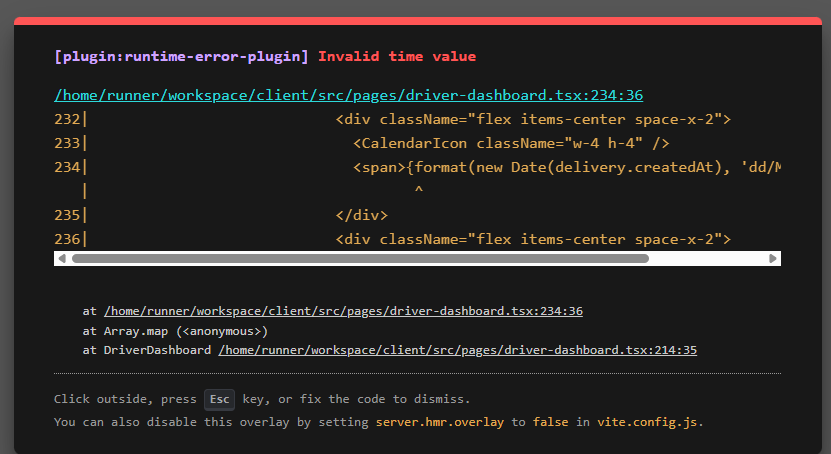 [plugin:runtime-error-plugin] Invalid time value
/home/runner/workspace/client/src/pages/driver-dashboard.tsx:234:36
232|                           <div className="flex items-center space-x-2">
233|                             <CalendarIcon className="w-4 h-4" />
234|                             <span>{format(new Date(delivery.createdAt), 'dd/M
   |                                    ^
235|                           </div>
236|                           <div className="flex items-center space-x-2">
at /home/runner/workspace/client/src/pages/driver-dashboard.tsx:234:36
at Array.map (<anonymous>)
at DriverDashboard /home/runner/workspace/client/src/pages/driver-dashboard.tsx:214:35
Click outside, press Esc key, or fix the code to dismiss.
You can also disable this overlay by setting server.hmr.overlay to false in vite.config.js.